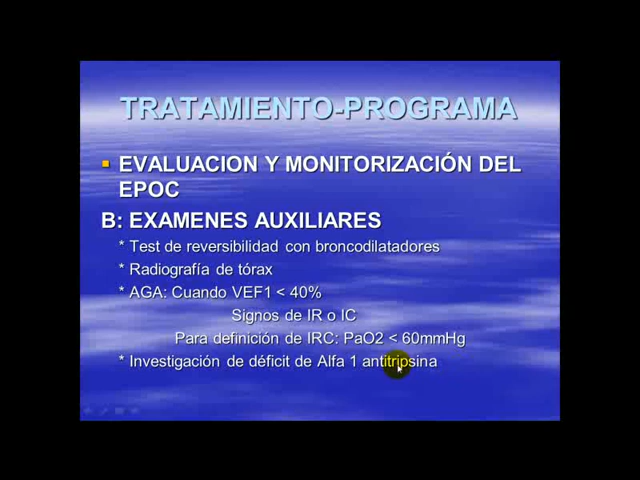 TRATAMIENTO-PROGRAMA
EVALUACION Y MONITORIZACIÓN DEL
EPOC
B: EXAMENES AUXILIARES
* Test de reversibilidad con broncodilatadores
* Radiografía de tórax
* AGA: Cuando VEF1 < 40%
Signos de IR o IC
Para definición de IRC: PaO2 < 60mmHg
* Investigación de déficit de Alfa 1 antitripsina